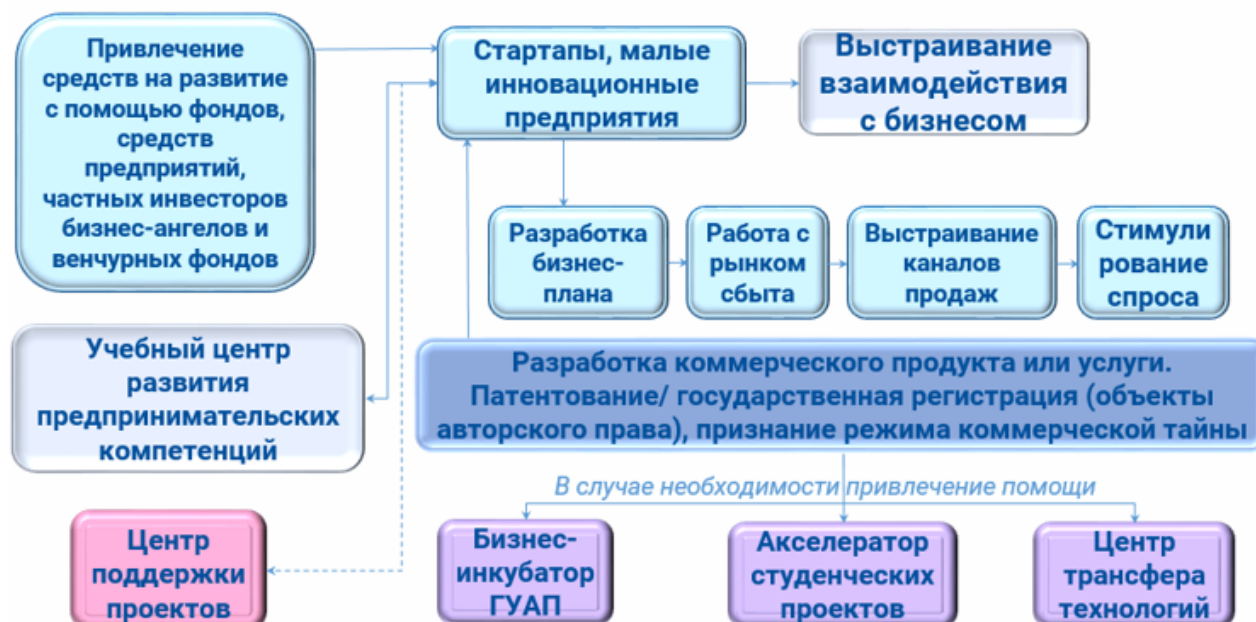 Привлечение
средств на развитие
с помощью фондов,
средств
предприятий,
частных инвесторов
бизнес-ангелов и
венчурных фондов
Стартапы, малые
инновационные
предприятия
Выстраивание
взаимодействия
с бизнесом
Разработка
бизнес-
плана
Работа с
рынком
сбыта
Выстраивание
каналов
продаж
Стимули
рование
спроса
Учебный центр
развития
предпринимательских
компетенций
Разработка коммерческого продукта или услуги.
Патентование/ государственная регистрация (объекты
авторского права), признание режима коммерческой тайны
В случае необходимости привлечение помощи
Центр
поддержки
проектов
Бизнес-
инкубатор
ГУАП
Акселератор
студенческих
проектов
Центр
трансфера
технологий